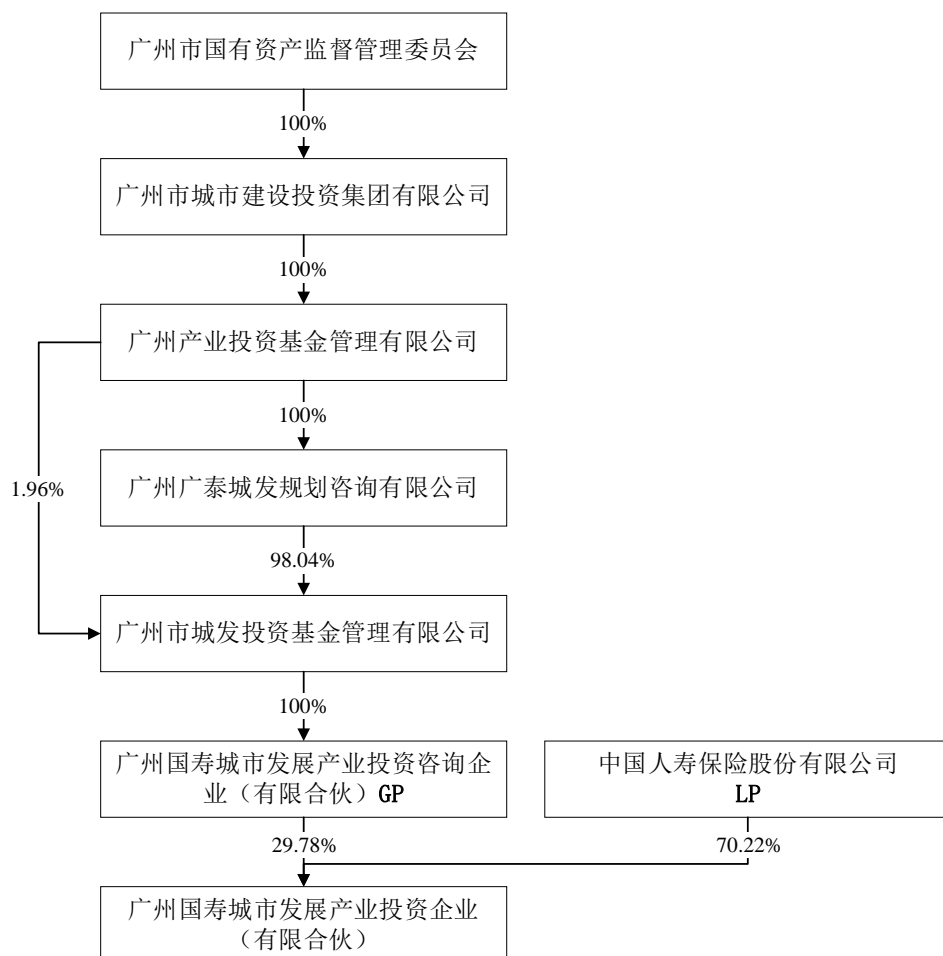 广州市国有资产监督管理委员会
100%
广州市城市建设投资集团有限公司
100%
广州产业投资基金管理有限公司
100%
1.96%
广州广泰城发规划咨询有限公司
98.04%
广州市城发投资基金管理有限公司
100%
广州国寿城市发展产业投资咨询企
业（有限合伙）GP
中国人寿保险股份有限公司
LP
29.78%
70.22%
广州国寿城市发展产业投资企业
（有限合伙）